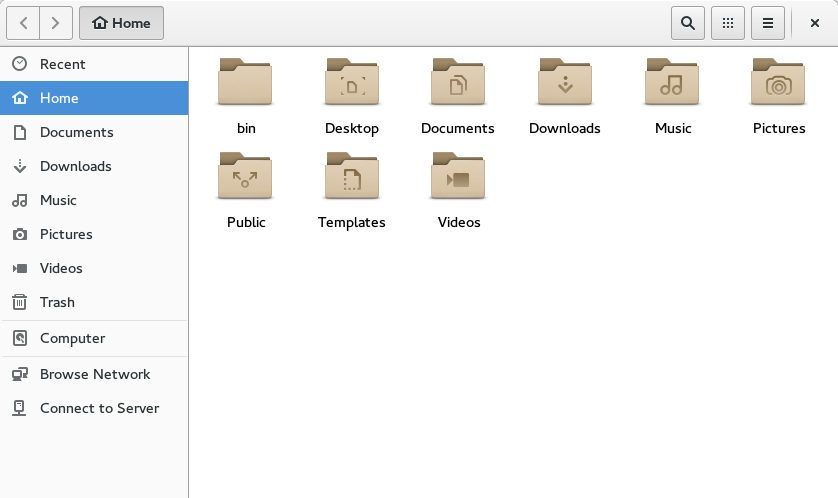 Home
Recent
Home
Documents
Downloads
Music
Pictures
Videos
Trash
Computer
Browse Network
Connect to Server
bin Desktop Documents Downloads Music Pictures
Public Templates Videos